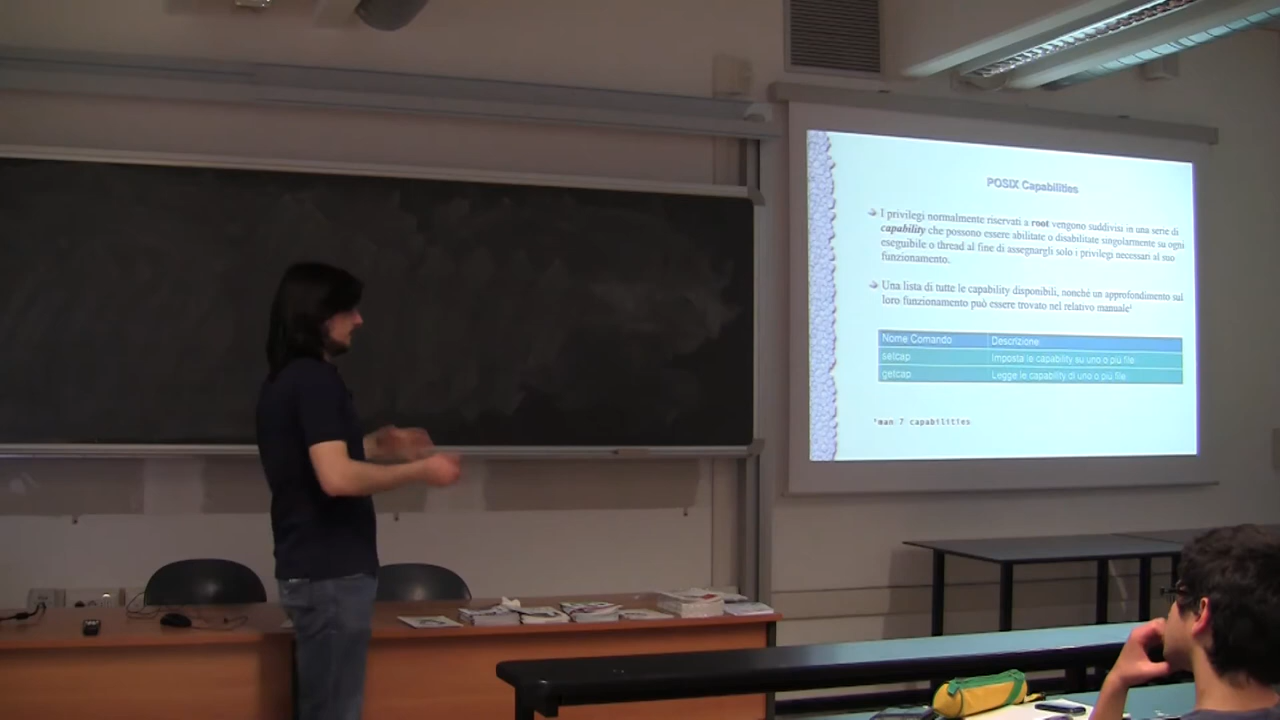 POSIX Capabilities
I privilegi normalmente riservati a root vengono suddivisi in una serie di
capability che possono essere abilitate o disabilitate singolarmente su ogni
eseguibile o thread al fine di assegnargli solo i privilegi necessari al suo
funzionamento.
Una lista di tutte le capability disponibili, nonché un approfondimento sul
loro funzionamento può essere trovato nel relativo manuale¹
Nome Comando Descrizione
setcap Imposta le capability su uno o più file
getcap Legge le capability di uno o più file
¹man 7 capabilities